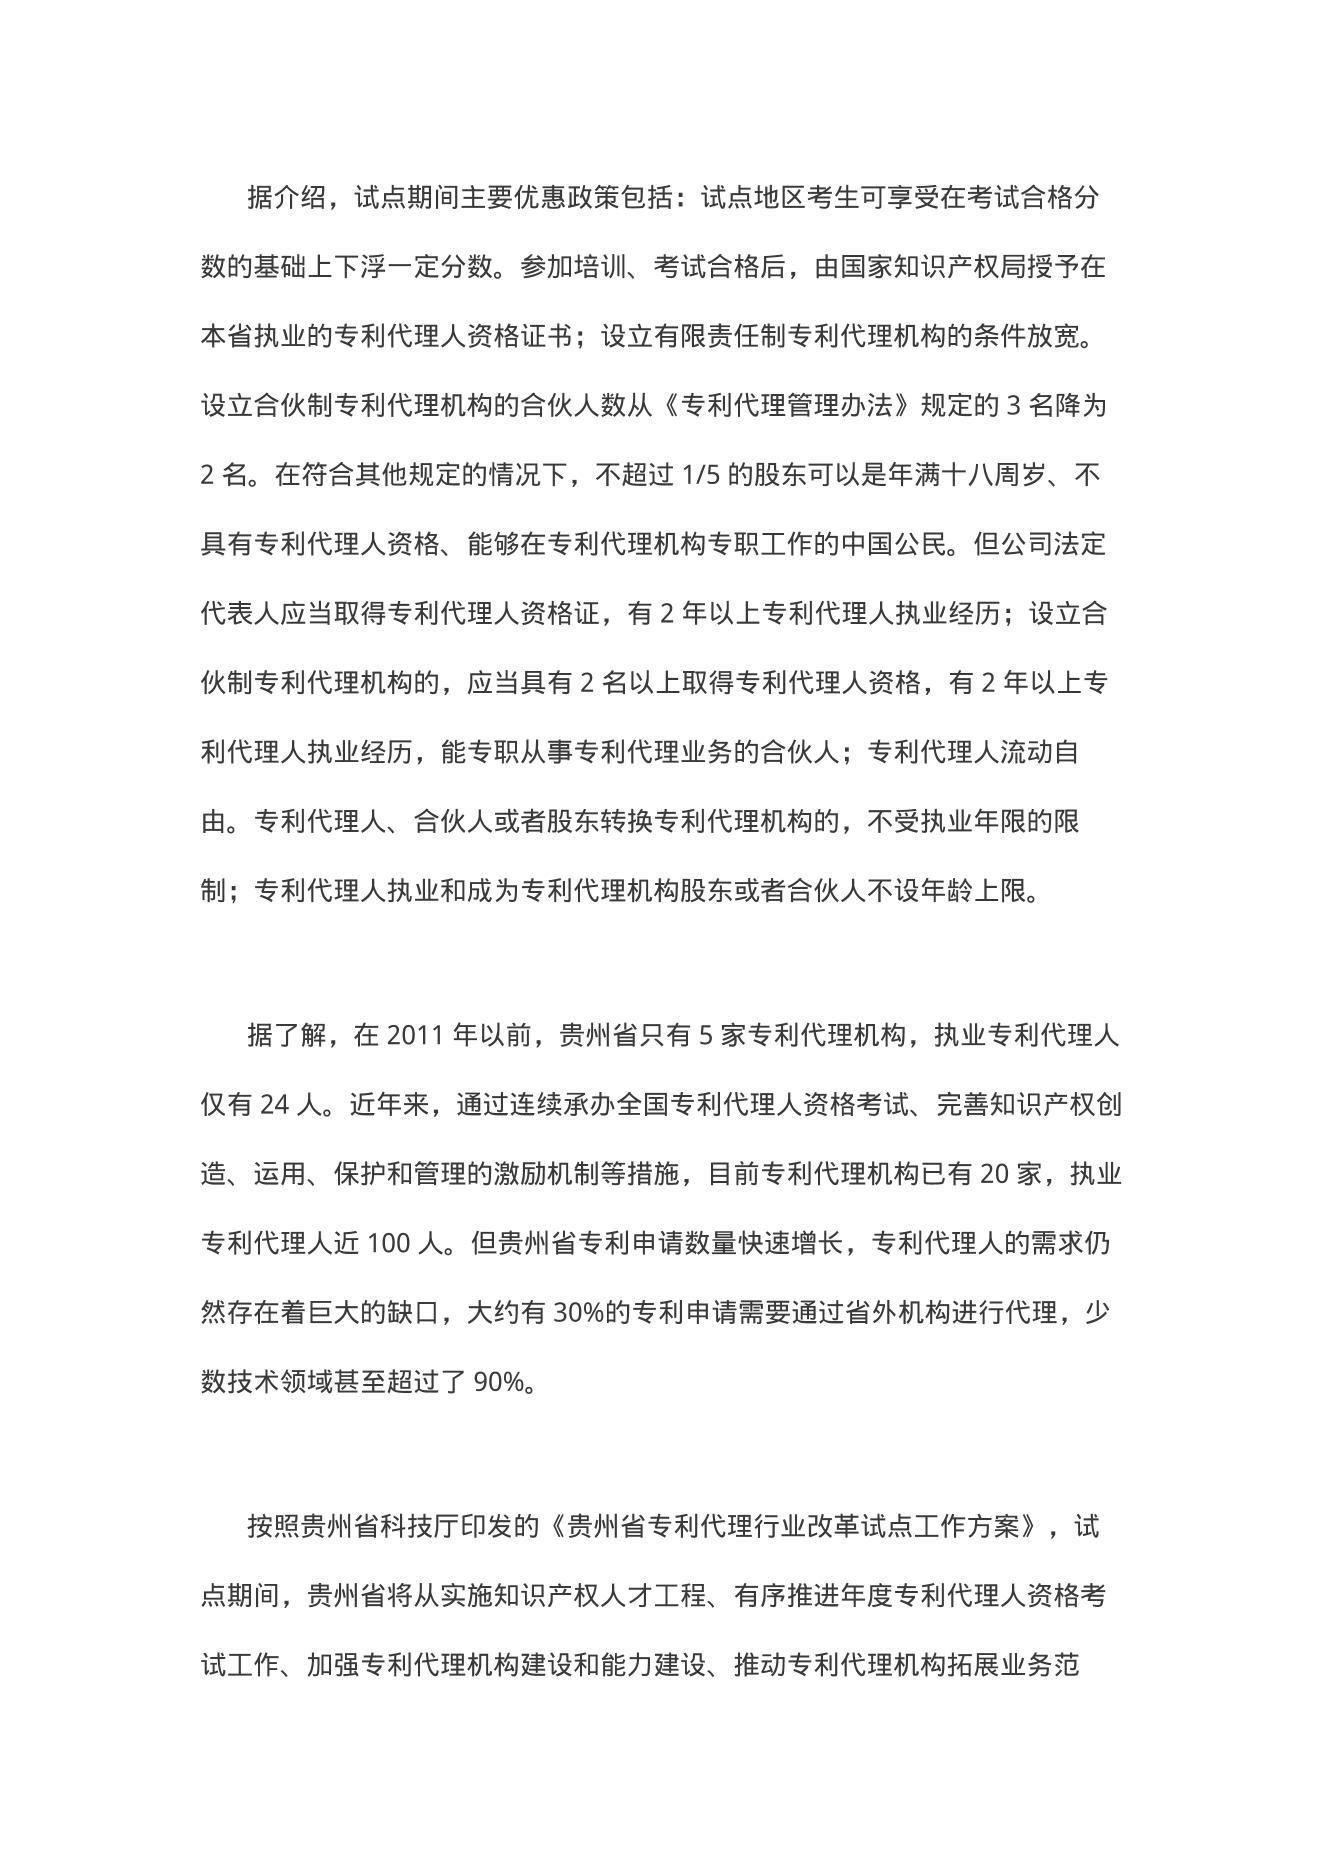 据介绍，试点期间主要优惠政策包括：试点地区考生可享受在考试合格分
数的基础上下浮一定分数。参加培训、考试合格后，由国家知识产权局授予在
本省执业的专利代理人资格证书；设立有限责任制专利代理机构的条件放宽。
设立合伙制专利代理机构的合伙人数从《专利代理管理办法》规定的 3 名降为
2 名。在符合其他规定的情况下，不超过 1/5 的股东可以是年满十八周岁、不
具有专利代理人资格、能够在专利代理机构专职工作的中国公民。但公司法定
代表人应当取得专利代理人资格证，有 2 年以上专利代理人执业经历；设立合
伙制专利代理机构的，应当具有 2 名以上取得专利代理人资格，有 2 年以上专
利代理人执业经历，能专职从事专利代理业务的合伙人；专利代理人流动自
由。专利代理人、合伙人或者股东转换专利代理机构的，不受执业年限的限
制；专利代理人执业和成为专利代理机构股东或者合伙人不设年龄上限。
据了解，在 2011 年以前，贵州省只有 5 家专利代理机构，执业专利代理人
仅有 24 人。近年来，通过连续承办全国专利代理人资格考试、完善知识产权创
造、运用、保护和管理的激励机制等措施，目前专利代理机构已有 20 家，执业
专利代理人近 100 人。但贵州省专利申请数量快速增长，专利代理人的需求仍
然存在着巨大的缺口，大约有 30%的专利申请需要通过省外机构进行代理，少
数技术领域甚至超过了 90%。
按照贵州省科技厅印发的《贵州省专利代理行业改革试点工作方案》，试
点期间，贵州省将从实施知识产权人才工程、有序推进年度专利代理人资格考
试工作、加强专利代理机构建设和能力建设、推动专利代理机构拓展业务范